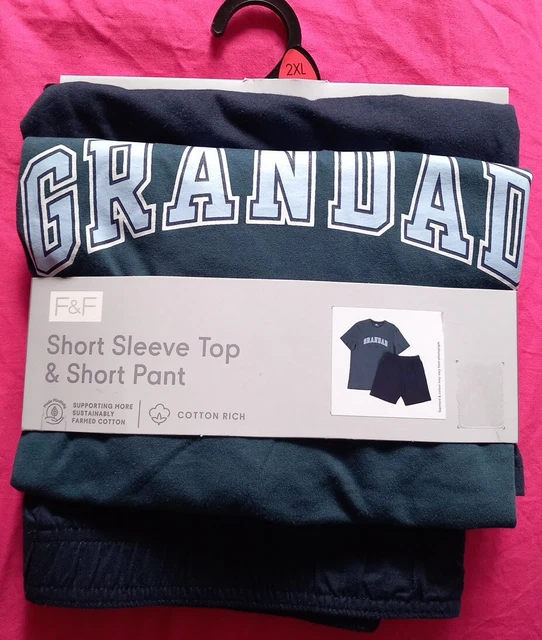 2XL
GRANDAD
F&F
Short Sleeve Top
& Short Pant
SUPPORTING MORE
SUSTAINABLY
FARMED COTTON
COTTON RICH
GRANDAD